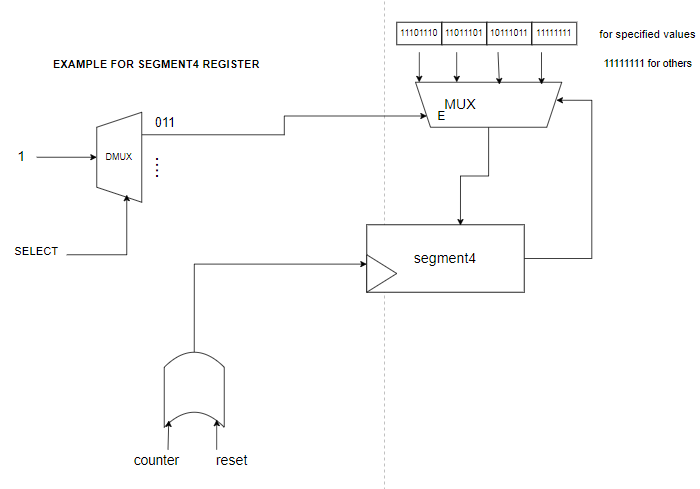 11101110 11011101 10111011 11111111
for specified values
11111111 for others
EXAMPLE FOR SEGMENT4 REGISTER
MUX
E
011
1
DMUX
SELECT
segment4
counter reset